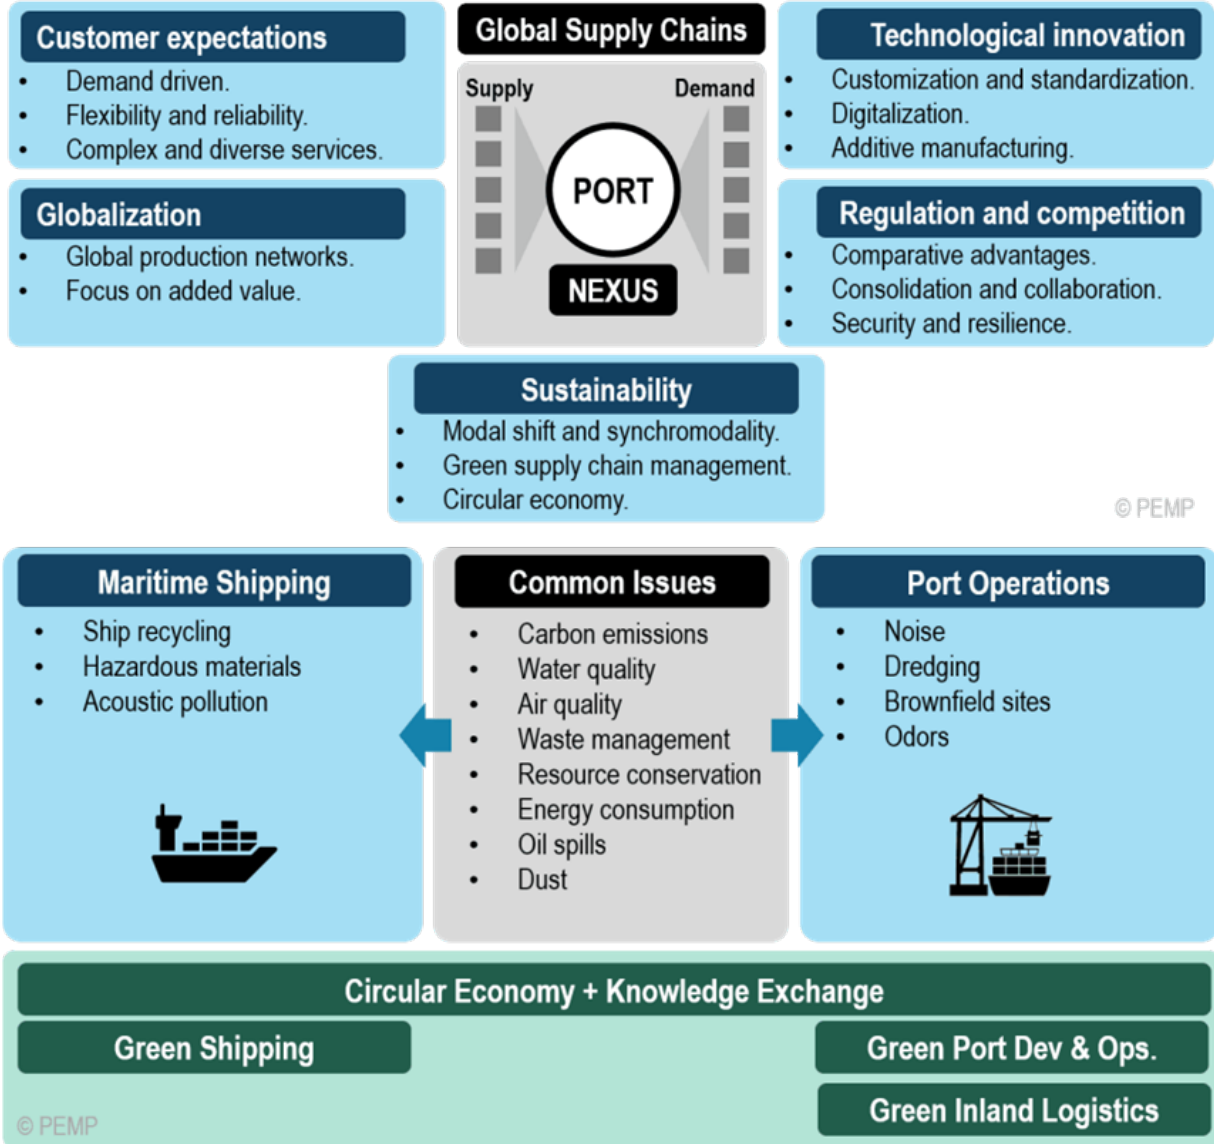 Customer expectations
• Demand driven.
• Flexibility and reliability.
• Complex and diverse services.
Globalization
• Global production networks.
• Focus on added value.
Global Supply Chains
Supply Demand
PORT
NEXUS
Technological innovation
• Customization and standardization.
• Digitalization.
• Additive manufacturing.
Regulation and competition
• Comparative advantages.
• Consolidation and collaboration.
• Security and resilience.
Sustainability
• Modal shift and synchromodality.
• Green supply chain management.
• Circular economy.
© PEMP
Maritime Shipping
• Ship recycling
• Hazardous materials
• Acoustic pollution
Common Issues
• Carbon emissions
• Water quality
• Air quality
• Waste management
• Resource conservation
• Energy consumption
• Oil spills
• Dust
Port Operations
• Noise
• Dredging
• Brownfield sites
• Odors
Circular Economy + Knowledge Exchange
Green Shipping
Green Port Dev & Ops.
Green Inland Logistics
© PEMP